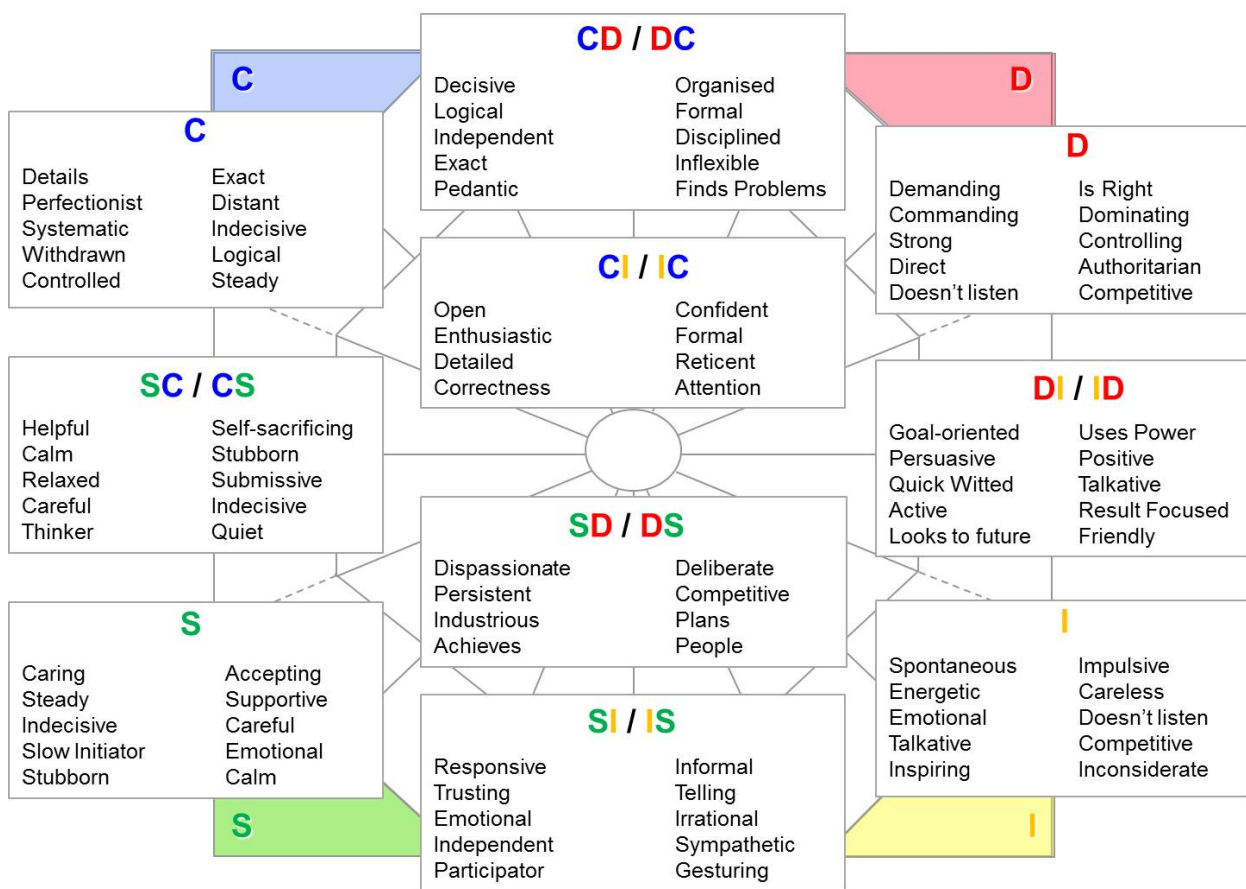 C
D
CD / DC
Decisive Organised
Logical Formal
Independent Disciplined
Exact Inflexible
Pedantic Finds Problems
C
Details Exact
Perfectionist Distant
Systematic Indecisive
Withdrawn Logical
Controlled Steady
D
Demanding Is Right
Commanding Dominating
Strong Controlling
Direct Authoritarian
Doesn’t listen Competitive
CI / IC
Open Confident
Enthusiastic Formal
Detailed Reticent
Correctness Attention
SC / CS
Helpful Self-sacrificing
Calm Stubborn
Relaxed Submissive
Careful Indecisive
Thinker Quiet
DI / ID
Goal-oriented Uses Power
Persuasive Positive
Quick Witted Talkative
Active Result Focused
Looks to future Friendly
SD / DS
Dispassionate Deliberate
Persistent Competitive
Industrious Plans
Achieves People
S
Caring Accepting
Steady Supportive
Indecisive Careful
Slow Initiator Emotional
Stubborn Calm
I
Spontaneous Impulsive
Energetic Careless
Emotional Doesn’t listen
Talkative Competitive
Inspiring Inconsiderate
SI / IS
Responsive Informal
Trusting Telling
Emotional Irrational
Independent Sympathetic
Participator Gesturing
S
I